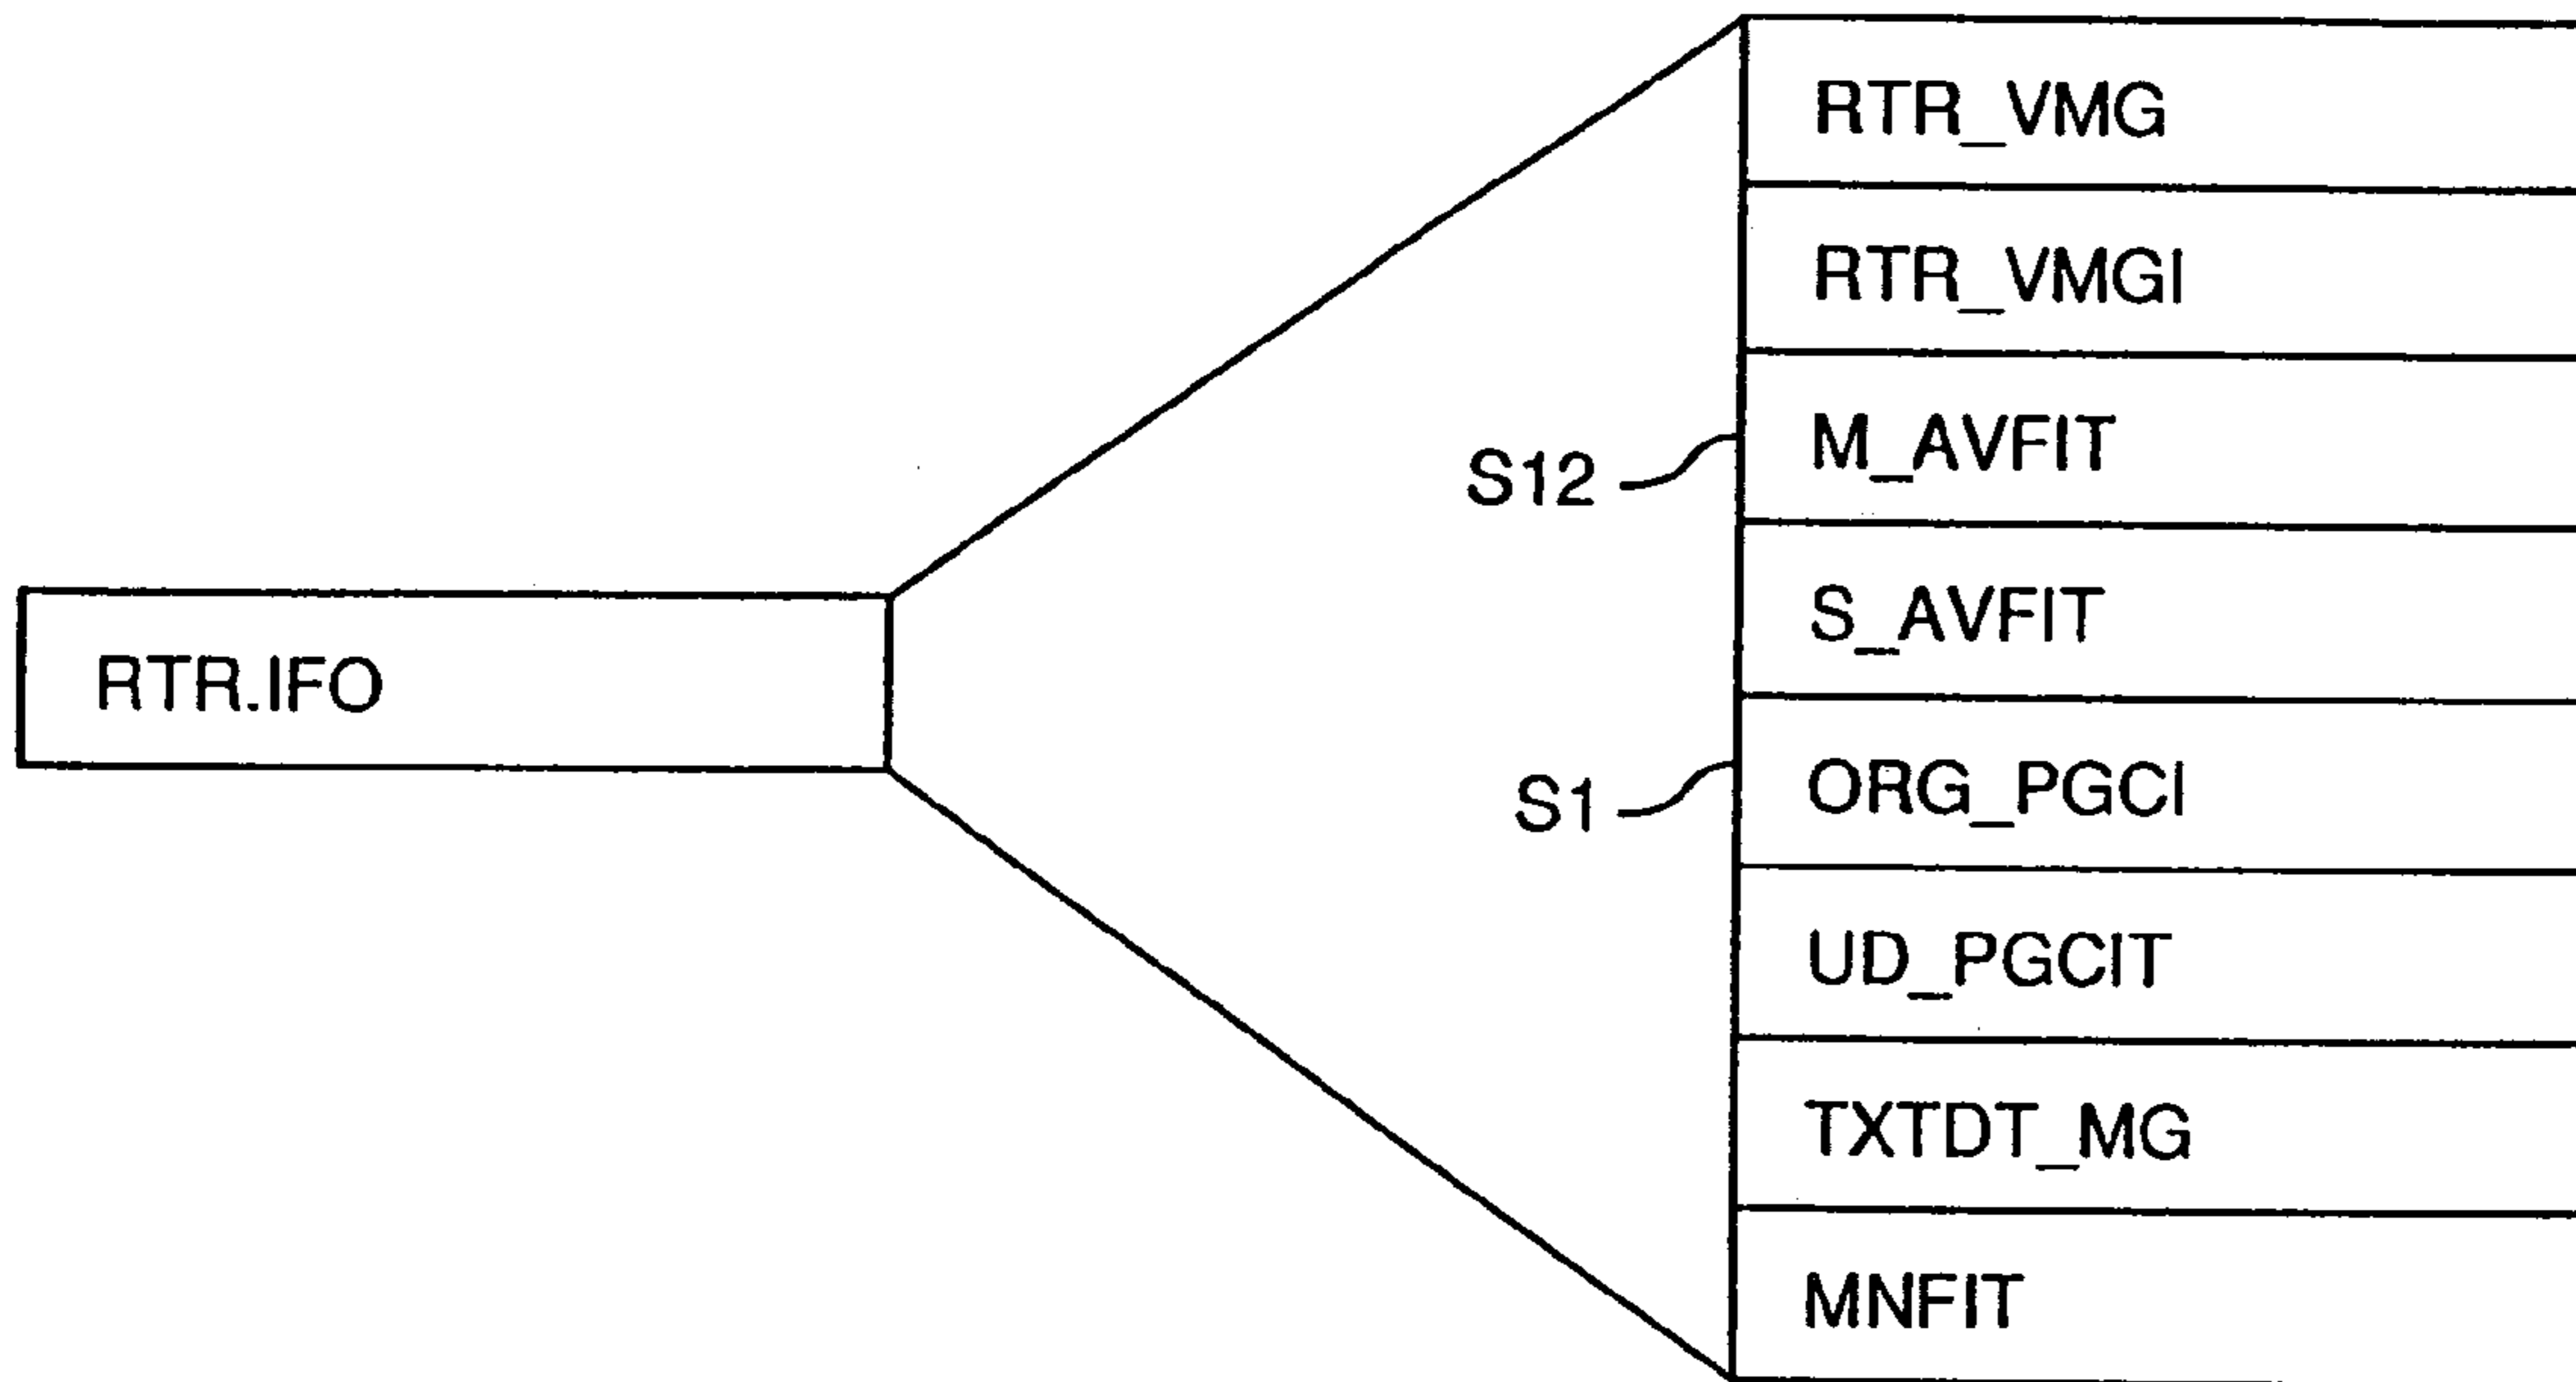 RTR.IFO
RTR_VMG
RTR_VMGI
S12
M_AVFIT
S_AVFIT
S1
ORG_PGCI
UD_PGCIT
TXTDT_MG
MNFIT